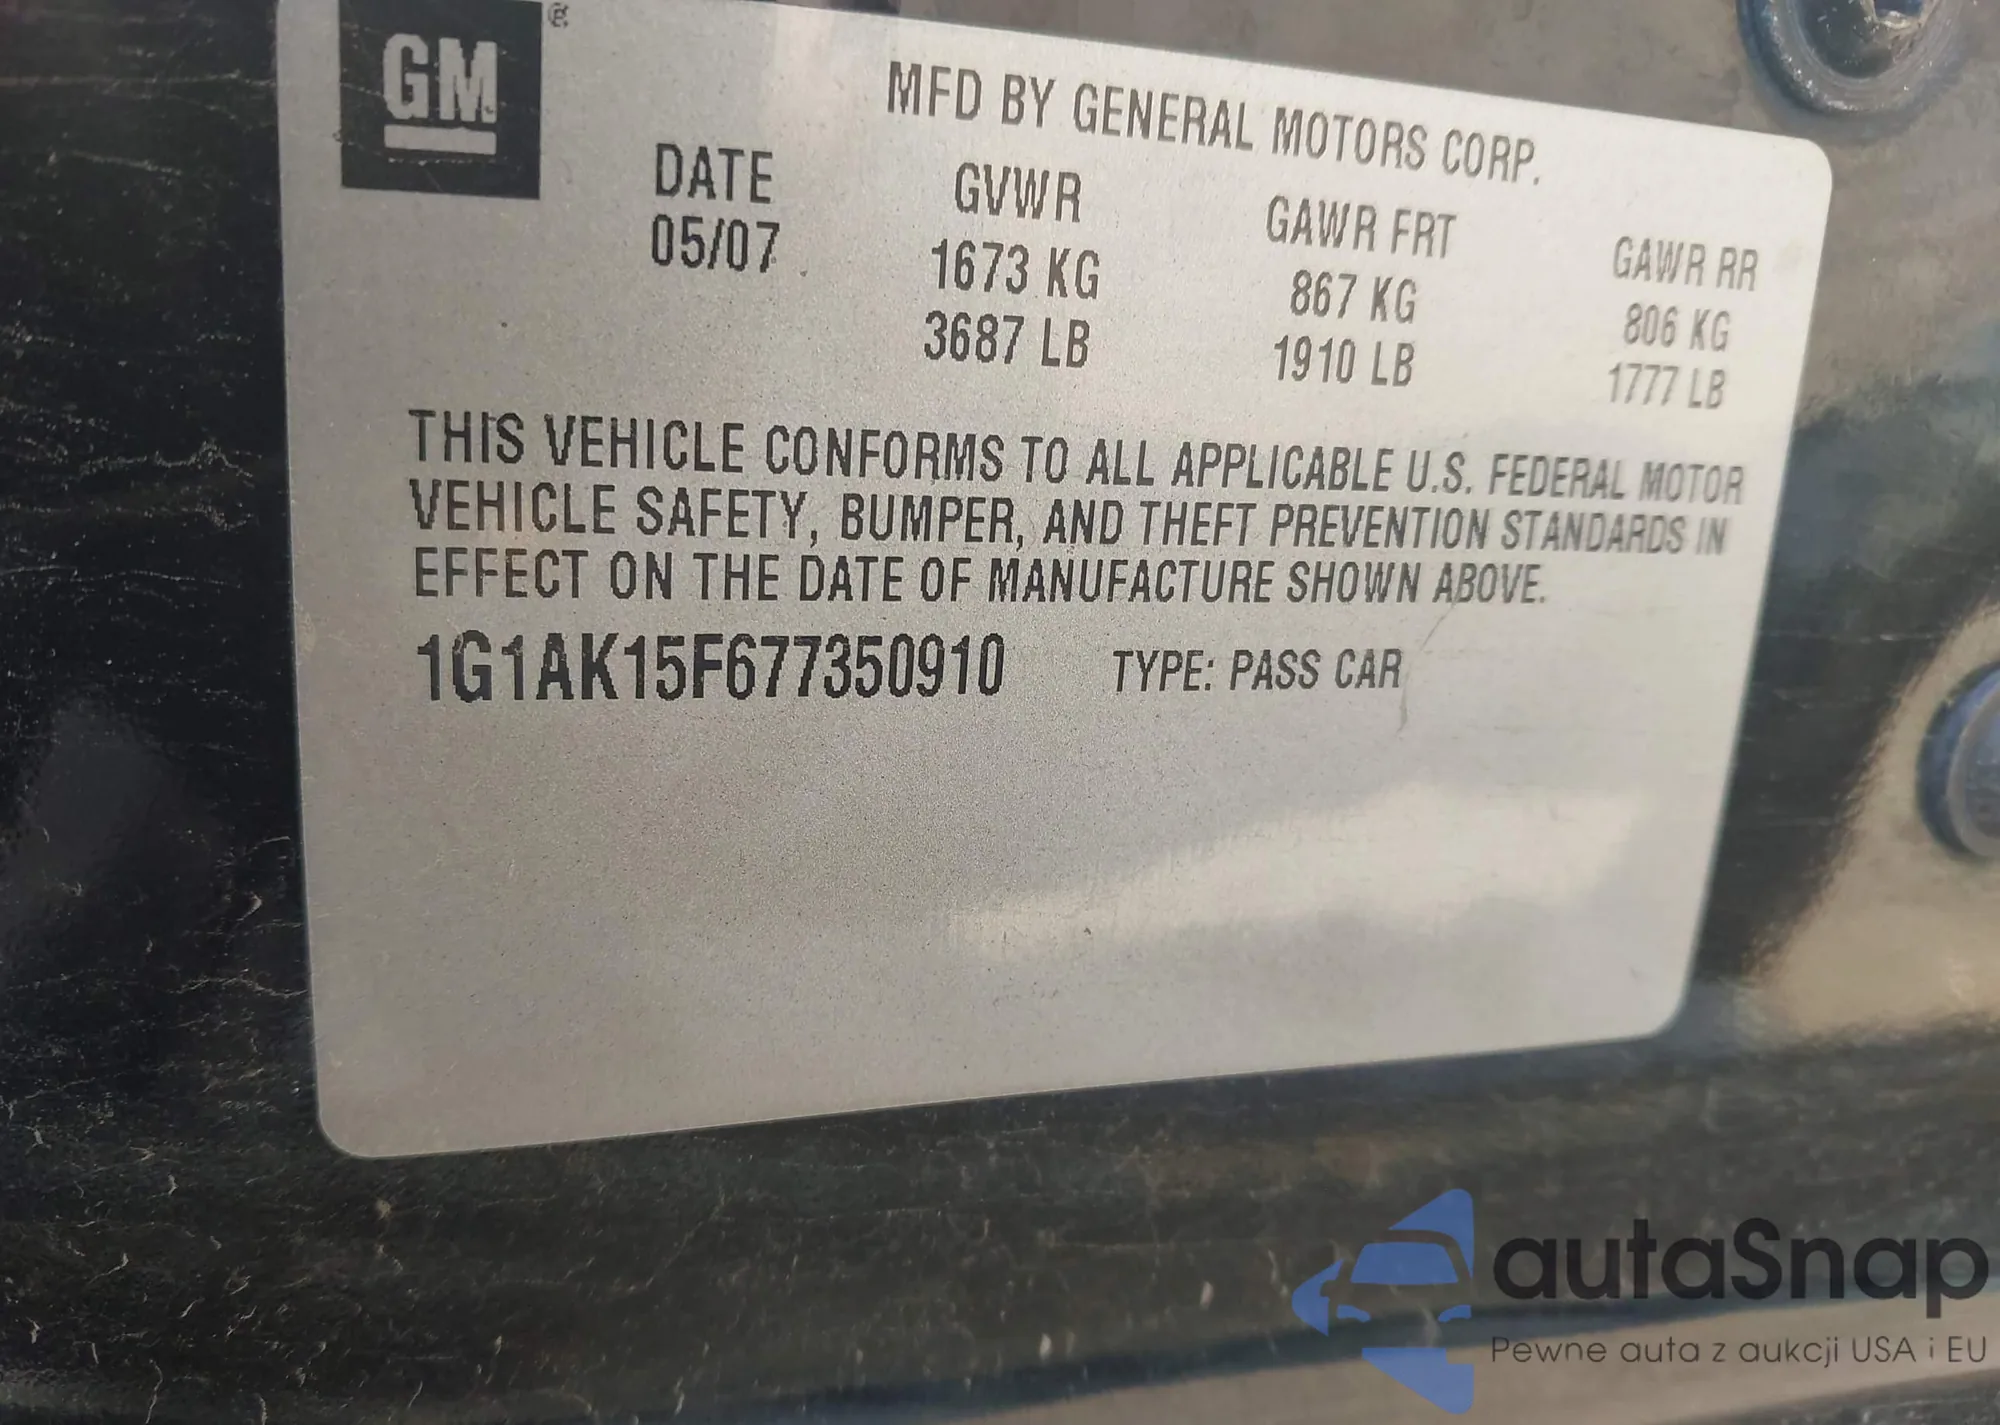 GM ®
MFD BY GENERAL MOTORS CORP.
DATE GVWR GAWR FRT GAWR RR
05/07 1673 KG 867 KG 806 KG
3687 LB 1910 LB 1777 LB
THIS VEHICLE CONFORMS TO ALL APPLICABLE U.S. FEDERAL MOTOR
VEHICLE SAFETY, BUMPER, AND THEFT PREVENTION STANDARDS IN
EFFECT ON THE DATE OF MANUFACTURE SHOWN ABOVE.
1G1AK15F677350910 TYPE: PASS CAR
autaSnap
Pewne auta z aukcji USA i EU